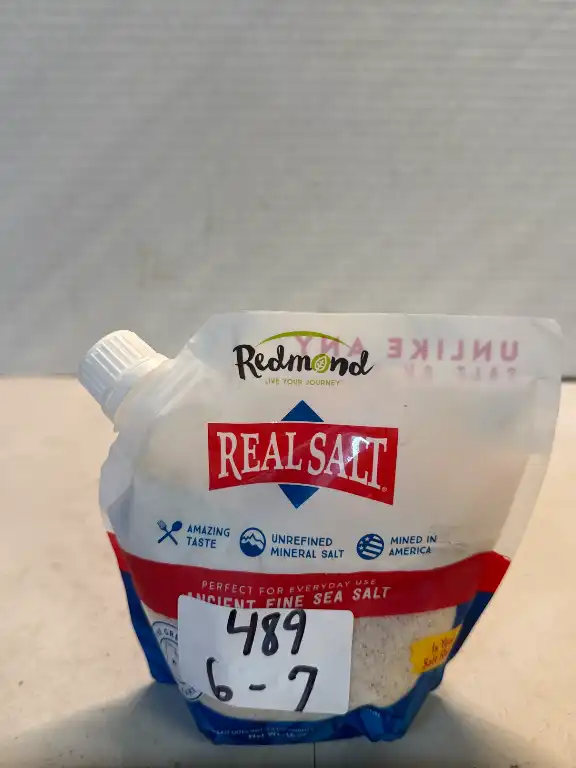 Redmond
LIVE YOUR JOURNEY
UNLIKE ANY
REAL SALT®
AMAZING
TASTE
UNREFINED
MINERAL SALT
MINED IN
AMERICA
PERFECT FOR EVERYDAY USE
ANCIENT FINE SEA SALT
489
6-7